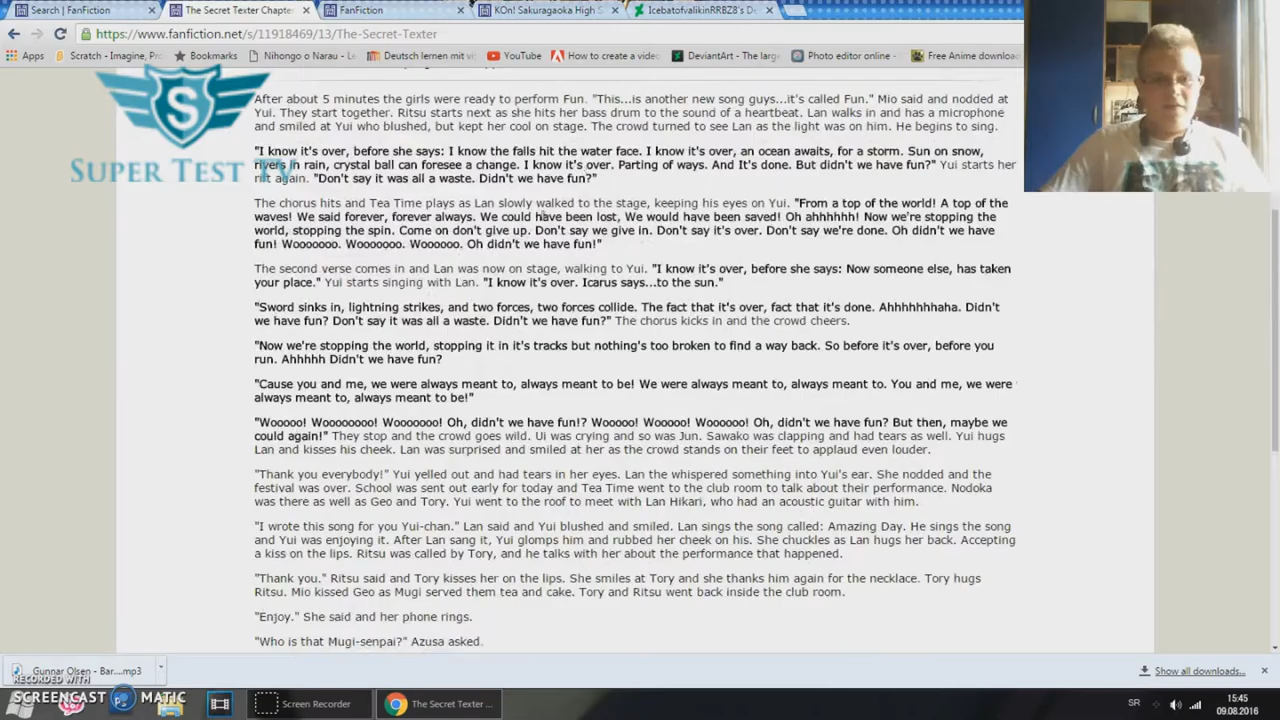 Search | FanFiction
The Secret Texter Chapter
FanFiction
KOn! Sakuragaoka High S
IcebatofvalikinRRBZ8's De
https://www.fanfiction.net/s/11918469/13/The-Secret-Texter
Apps
Scratch - Imagine, Prog
Bookmarks
Nihongo o Narau - Le
Deutsch lernen mit vi
YouTube
How to create a video
DeviantArt - The large
Photo editor online -
Free Anime download
After about 5 minutes the girls were ready to perform Fun. "This...is another new song guys...it's called Fun." Mio said and nodded at
Yui. They start together. Ritsu starts next as she hits her bass drum to the sound of a heartbeat. Lan walks in and has a microphone
and smiled at Yui who blushed, but kept her cool on stage. The crowd turned to see Lan as the light was on him. He begins to sing.
"I know it's over, before she says: I know the falls hit the water face. I know it's over, an ocean awaits, for a storm. Sun on snow,
rivers in rain, crystal ball can foresee a change. I know it's over. Parting of ways. And It's done. But didn't we have fun?" Yui starts her
rift again. "Don't say it was all a waste. Didn't we have fun?"
SUPER TEST TV
The chorus hits and Tea Time plays as Lan slowly walked to the stage, keeping his eyes on Yui. "From a top of the world! A top of the
waves! We said forever, forever always. We could have been lost, We would have been saved! Oh ahhhhhh! Now we're stopping the
world, stopping the spin. Come on don't give up. Don't say we give in. Don't say it's over. Don't say we're done. Oh didn't we have
fun! Wooooooo. Wooooooo. Woooooo. Oh didn't we have fun!"
The second verse comes in and Lan was now on stage, walking to Yui. "I know it's over, before she says: Now someone else, has taken
your place." Yui starts singing with Lan. "I know it's over. Icarus says...to the sun."
"Sword sinks in, lightning strikes, and two forces, two forces collide. The fact that it's over, fact that it's done. Ahhhhhhhaha. Didn't
we have fun? Don't say it was all a waste. Didn't we have fun?" The chorus kicks in and the crowd cheers.
"Now we're stopping the world, stopping it in it's tracks but nothing's too broken to find a way back. So before it's over, before you
run. Ahhhhh Didn't we have fun?
"Cause you and me, we were always meant to, always meant to be! We were always meant to, always meant to. You and me, we were
always meant to, always meant to be!"
"Wooooo! Woooooooo! Wooooooo! Oh, didn't we have fun!? Wooooo! Woooo! Woooooo! Oh, didn't we have fun? But then, maybe we
could again!" They stop and the crowd goes wild. Ui was crying and so was Jun. Sawako was clapping and had tears as well. Yui hugs
Lan and kisses his cheek. Lan was surprised and smiled at her as the crowd stands on their feet to applaud even louder.
"Thank you everybody!" Yui yelled out and had tears in her eyes. Lan the whispered something into Yui's ear. She nodded and the
festival was over. School was sent out early for today and Tea Time went to the club room to talk about their performance. Nodoka
was there as well as Geo and Tory. Yui went to the roof to meet with Lan Hikari, who had an acoustic guitar with him.
"I wrote this song for you Yui-chan." Lan said and Yui blushed and smiled. Lan sings the song called: Amazing Day. He sings the song
and Yui was enjoying it. After Lan sang it, Yui glomps him and rubbed her cheek on his. She chuckles as Lan hugs her back. Accepting
a kiss on the lips. Ritsu was called by Tory, and he talks with her about the performance that happened.
"Thank you." Ritsu said and Tory kisses her on the lips. She smiles at Tory and she thanks him again for the necklace. Tory hugs
Ritsu. Mio kissed Geo as Mugi served them tea and cake. Tory and Ritsu went back inside the club room.
"Enjoy." She said and her phone rings.
"Who is that Mugi-senpai?" Azusa asked.
Gunnar Olsen - Bar....mp3
Show all downloads...
RECORDED WITH
SCREENCAST MATIC
Screen Recorder
The Secret Texter ...
SR
15:45
09.08.2016